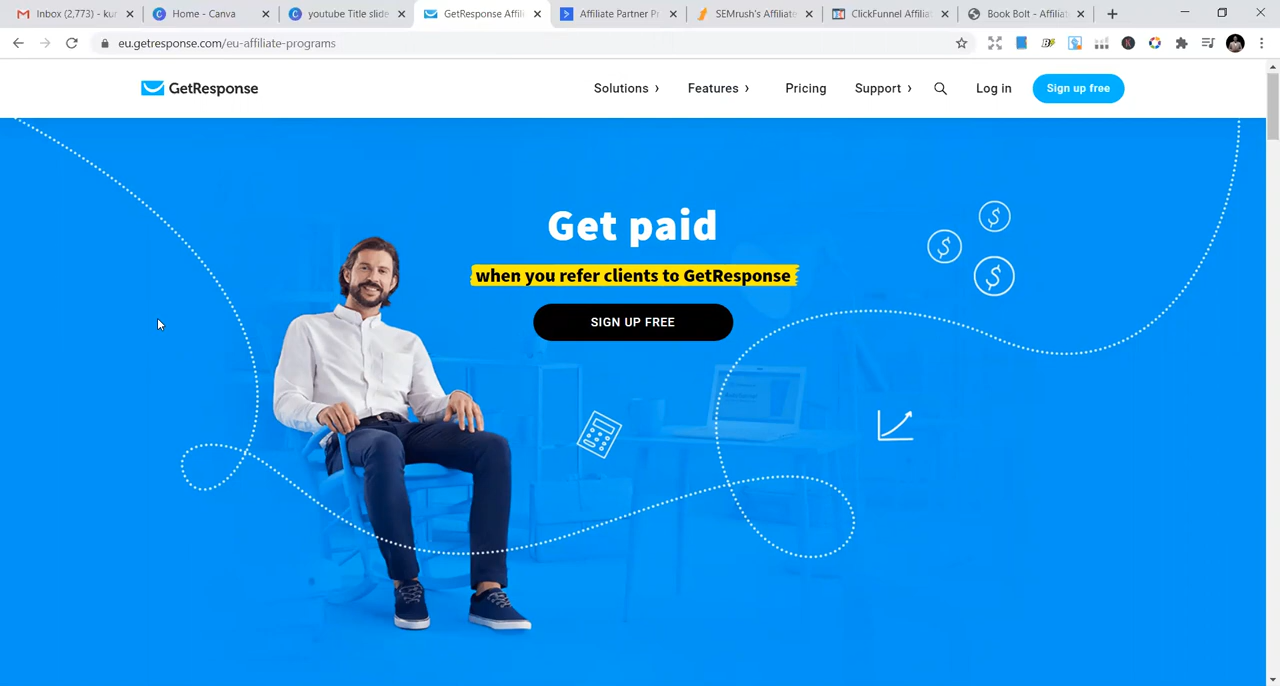 Inbox (2,773) - kur
Home - Canva
youtube Title slide
GetResponse Affili
Affiliate Partner Pr
SEMrush's Affiliate
ClickFunnel Affiliat
Book Bolt - Affiliat
eu.getresponse.com/eu-affiliate-programs
GetResponse
Solutions
Features
Pricing
Support
Log in
Sign up free
Get paid
when you refer clients to GetResponse
SIGN UP FREE